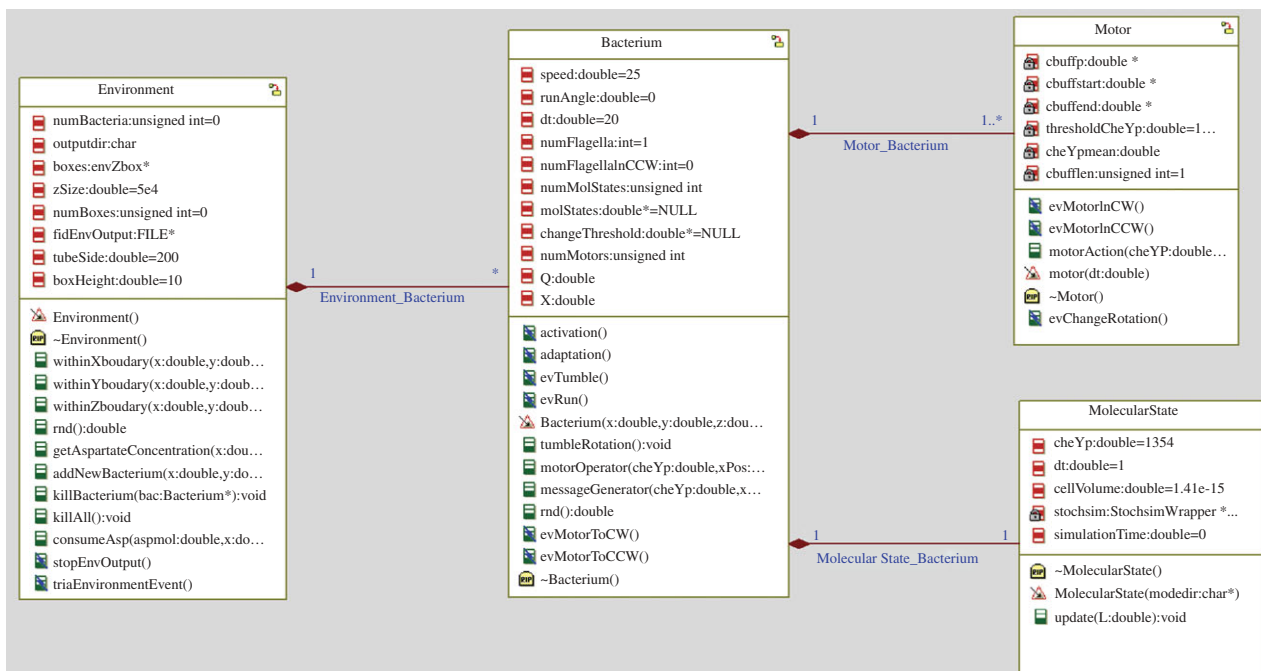 Environment
numBacteria:unsigned int=0
outputdir:char
boxes:envZbox*
zSize:double=5e4
numBoxes:unsigned int=0
fidEnvOutput:FILE*
tubeSide:double=200
boxHeight:double=10
Environment()
RIP ~Environment()
withinXboudary(x:double,y:doub...
withinYboudary(x:double,y:doub...
withinZboudary(x:double,y:doub...
rnd():double
getAspartateConcentration(x:dou...
addNewBacterium(x:double,y:do...
killBacterium(bac:Bacterium*):void
killAll():void
consumeAsp(aspmol:double,x:do...
stopEnvOutput()
triaEnvironmentEvent()
1 *
Environment_Bacterium
Bacterium
speed:double=25
runAngle:double=0
dt:double=20
numFlagella:int=1
numFlagellalnCCW:int=0
numMolStates:unsigned int
molStates:double*=NULL
changeThreshold:double*=NULL
numMotors:unsigned int
Q:double
X:double
activation()
adaptation()
evTumble()
evRun()
Bacterium(x:double,y:double,z:dou...
tumbleRotation():void
motorOperator(cheYp:double,xPos:...
messageGenerator(cheYp:double,x...
rnd():double
evMotorToCW()
evMotorToCCW()
RIP ~Bacterium()
1 1..*
Motor_Bacterium
Motor
cbuffp:double *
cbuffstart:double *
cbuffend:double *
thresholdCheYp:double=1...
cheYpmean:double
cbufflen:unsigned int=1
evMotorlnCW()
evMotorlnCCW()
motorAction(cheYP:double...
motor(dt:double)
RIP ~Motor()
evChangeRotation()
1 1
Molecular State_Bacterium
MolecularState
cheYp:double=1354
dt:double=1
cellVolume:double=1.41e-15
stochsim:StochsimWrapper *...
simulationTime:double=0
RIP ~MolecularState()
MolecularState(modedir:char*)
update(L:double):void